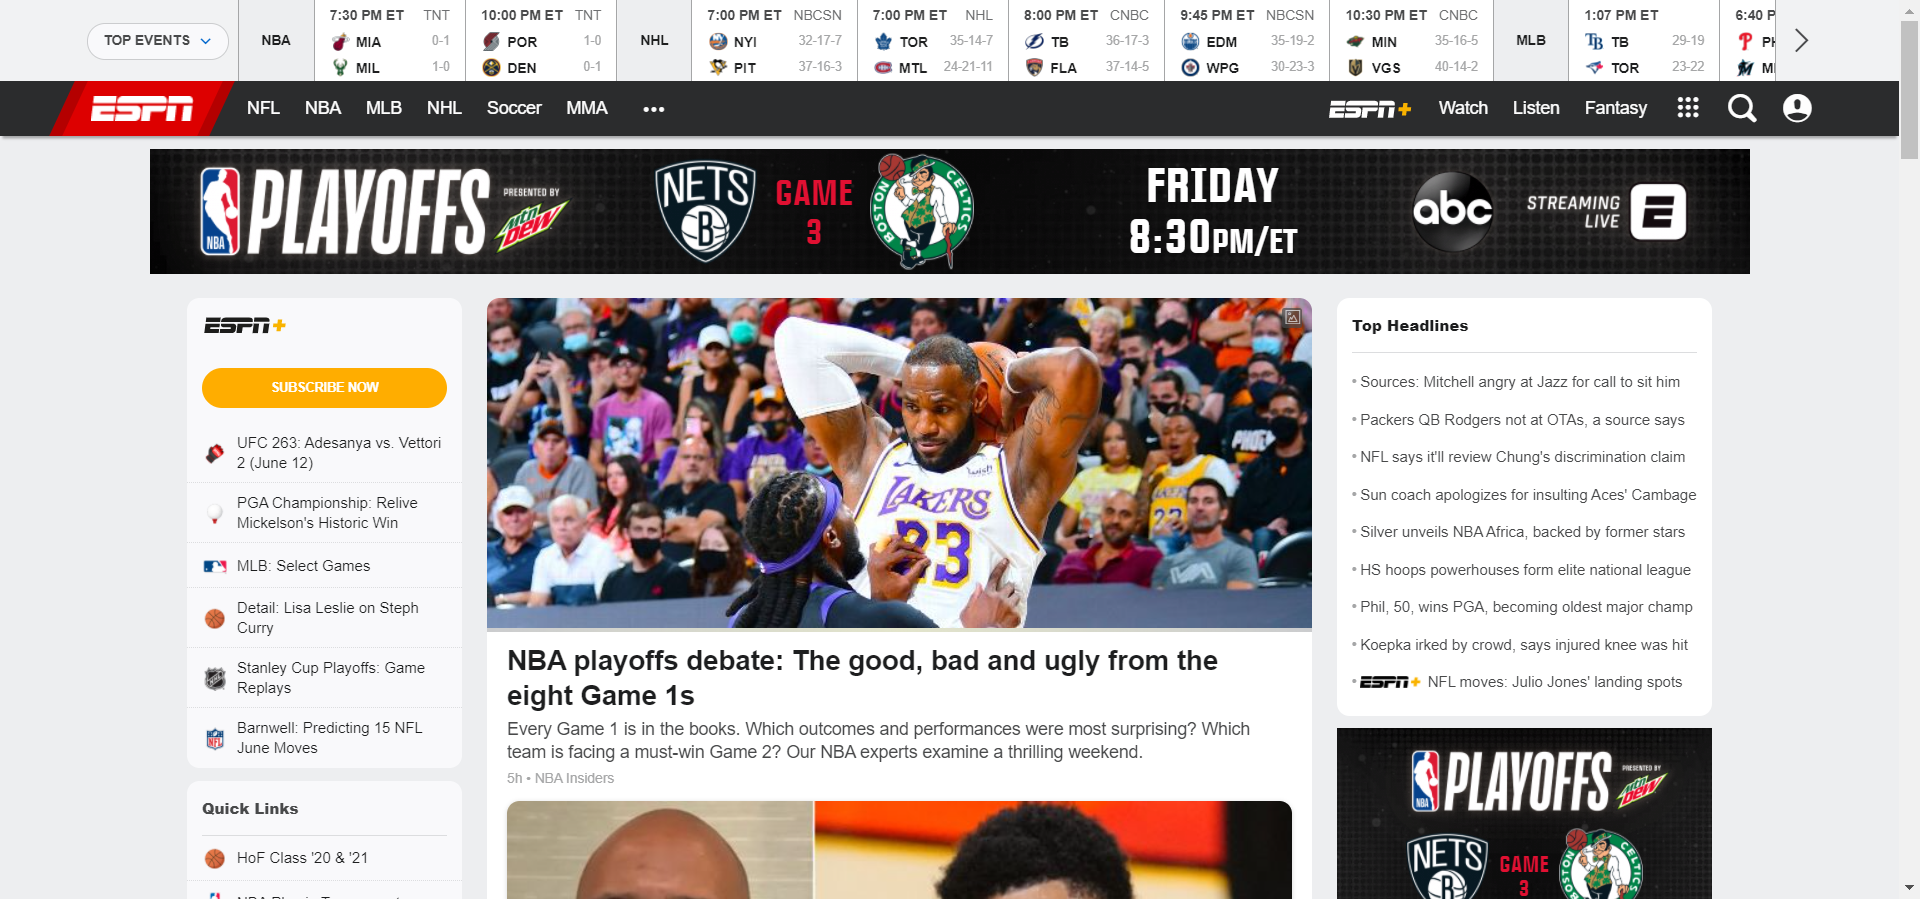 TOP EVENTS
NBA
7:30 PM ET TNT
MIA 0-1
MIL 1-0
10:00 PM ET TNT
POR 1-0
DEN 0-1
NHL
7:00 PM ET NBCSN
NYI 32-17-7
PIT 37-16-3
7:00 PM ET NHL
TOR 35-14-7
MTL 24-21-11
8:00 PM ET CNBC
TB 36-17-3
FLA 37-14-5
9:45 PM ET NBCSN
EDM 35-19-2
WPG 30-23-3
10:30 PM ET CNBC
MIN 35-16-5
VGS 40-14-2
MLB
1:07 PM ET
TB 29-19
TOR 23-22
6:40 P
PH
MI
ESPN NFL NBA MLB NHL Soccer MMA ••• ESPN+ Watch Listen Fantasy
NBA PLAYOFFS
PRESENTED BY
mtn DEW
NETS B
GAME
3
BOSTON CELTICS
FRIDAY
8:30PM/ET
abc
STREAMING
LIVE
E
ESPN+
SUBSCRIBE NOW
UFC 263: Adesanya vs. Vettori
2 (June 12)
PGA Championship: Relive
Mickelson's Historic Win
MLB: Select Games
Detail: Lisa Leslie on Steph
Curry
Stanley Cup Playoffs: Game
Replays
Barnwell: Predicting 15 NFL
June Moves
Quick Links
HoF Class '20 & '21
wish
LAKERS
23
NBA playoffs debate: The good, bad and ugly from the
eight Game 1s
Every Game 1 is in the books. Which outcomes and performances were most surprising? Which
team is facing a must-win Game 2? Our NBA experts examine a thrilling weekend.
5h • NBA Insiders
Top Headlines
• Sources: Mitchell angry at Jazz for call to sit him
• Packers QB Rodgers not at OTAs, a source says
• NFL says it'll review Chung's discrimination claim
• Sun coach apologizes for insulting Aces' Cambage
• Silver unveils NBA Africa, backed by former stars
• HS hoops powerhouses form elite national league
• Phil, 50, wins PGA, becoming oldest major champ
• Koepka irked by crowd, says injured knee was hit
• ESPN+ NFL moves: Julio Jones' landing spots
NBA PLAYOFFS
PRESENTED BY
mtn DEW
NETS B
GAME
3
CELTICS